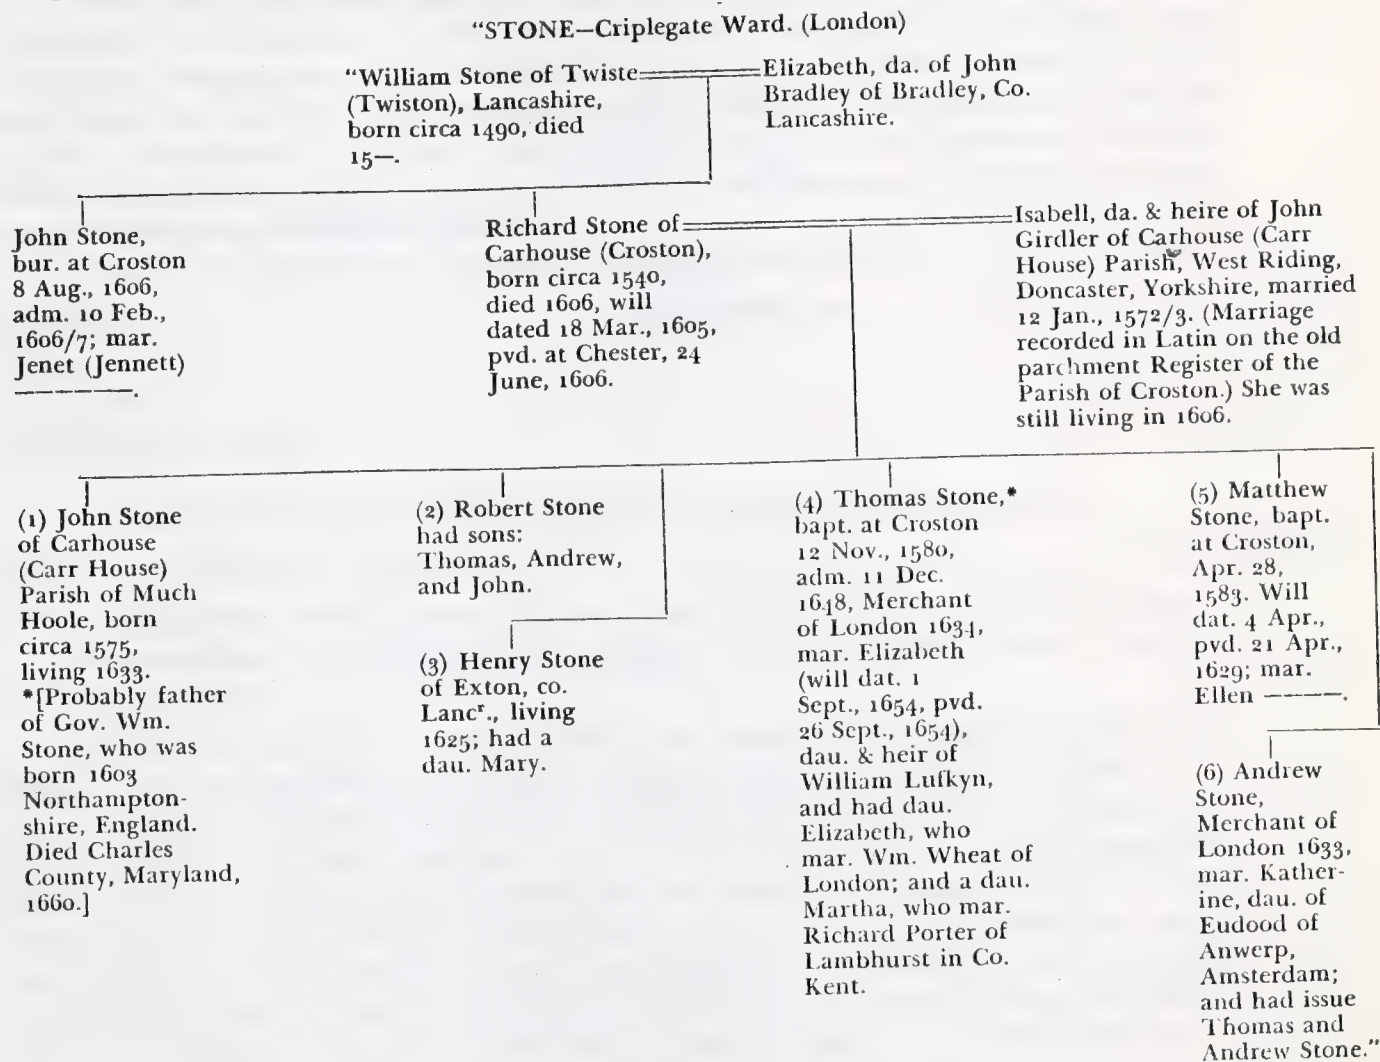 "STONE—Criplegate Ward. (London)
"William Stone of Twiste
(Twiston), Lancashire,
born circa 1490, died
15—.
Elizabeth, da. of John
Bradley of Bradley, Co.
Lancashire.
John Stone,
bur. at Croston
8 Aug., 1606,
adm. 10 Feb.,
1606/7; mar.
Jenet (Jennett)
————.
Richard Stone of
Carhouse (Croston),
born circa 1540,
died 1606, will
dated 18 Mar., 1605,
pvd. at Chester, 24
June, 1606.
Isabell, da. & heire of John
Girdler of Carhouse (Carr
House) Parish, West Riding,
Doncaster, Yorkshire, married
12 Jan., 1572/3. (Marriage
recorded in Latin on the old
parchment Register of the
Parish of Croston.) She was
still living in 1606.
(1) John Stone
of Carhouse
(Carr House)
Parish of Much
Hoole, born
circa 1575,
living 1633.
*[Probably father
of Gov. Wm.
Stone, who was
born 1603
Northampton-
shire, England.
Died Charles
County, Maryland,
1660.]
(2) Robert Stone
had sons:
Thomas, Andrew,
and John.
(3) Henry Stone
of Exton, co.
Lancr., living
1625; had a
dau. Mary.
(4) Thomas Stone,*
bapt. at Croston
12 Nov., 1580,
adm. 11 Dec.
1648, Merchant
of London 1634,
mar. Elizabeth
(will dat. 1
Sept., 1654, pvd.
26 Sept., 1654),
dau. & heir of
William Lufkyn,
and had dau.
Elizabeth, who
mar. Wm. Wheat of
London; and a dau.
Martha, who mar.
Richard Porter of
Lambhurst in Co.
Kent.
(5) Matthew
Stone, bapt.
at Croston,
Apr. 28,
1583. Will
dat. 4 Apr.,
pvd. 21 Apr.,
1629; mar.
Ellen ———.
(6) Andrew
Stone,
Merchant of
London 1633,
mar. Kather-
ine, dau. of
Eudood of
Anwerp,
Amsterdam;
and had issue
Thomas and
Andrew Stone."